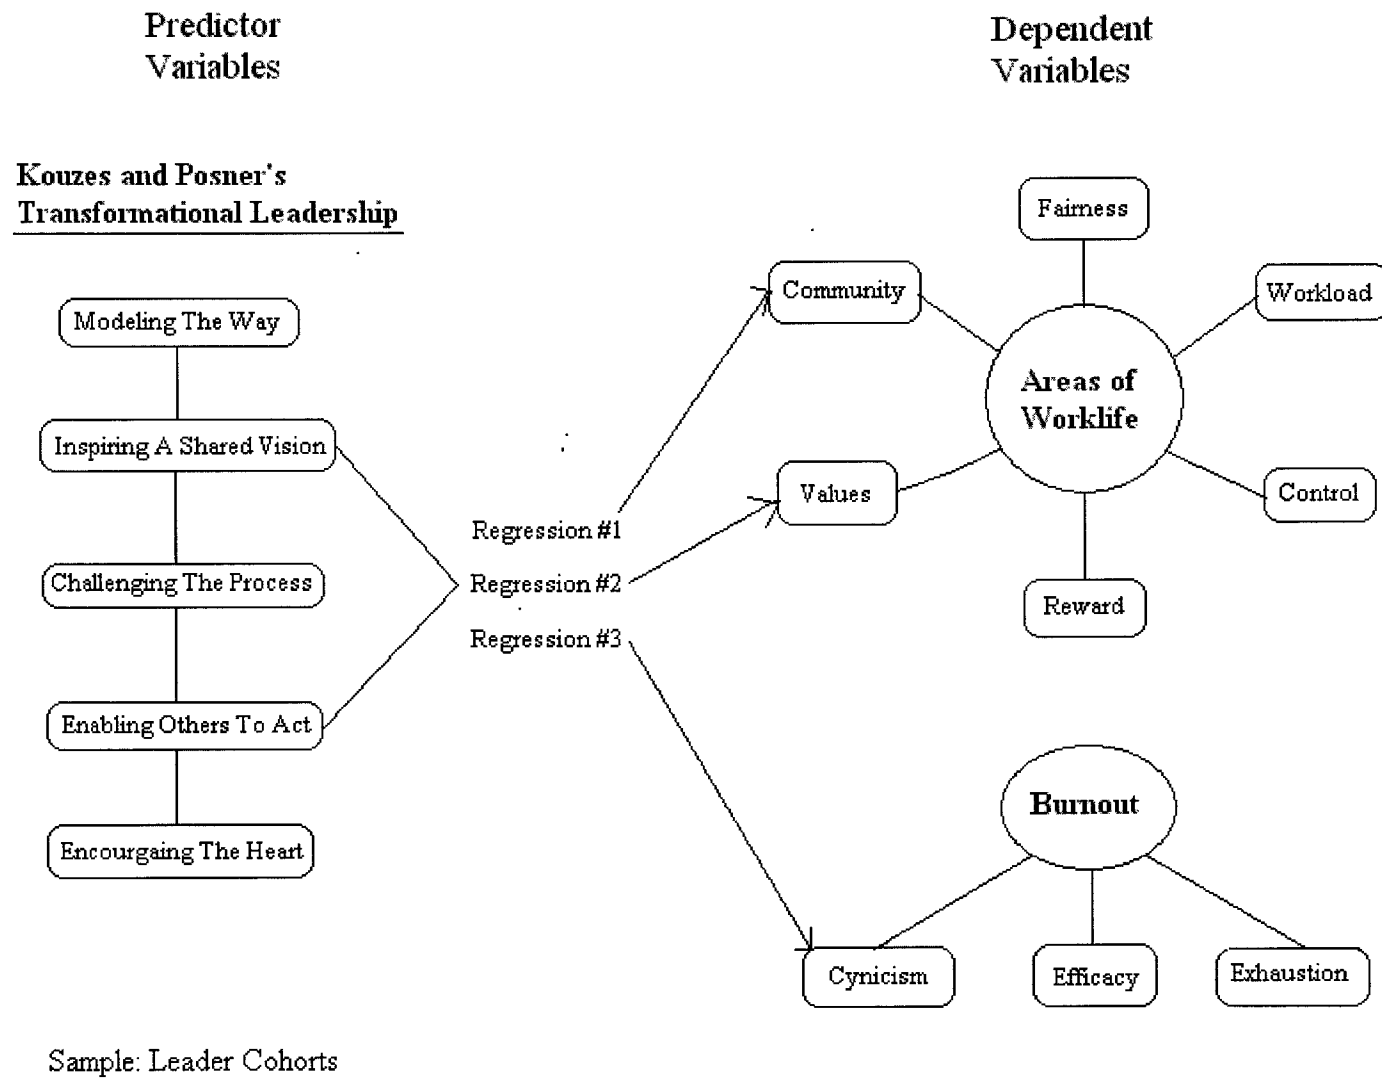 Predictor
Variables
Dependent
Variables
Kouzes and Posner's
Transformational Leadership
Modeling The Way
Inspiring A Shared Vision
Challenging The Process
Enabling Others To Act
Encourgaing The Heart
Regression #1
Regression #2
Regression #3
Fairness
Community
Workload
Areas of
Worklife
Values
Control
Reward
Burnout
Cynicism
Efficacy
Exhaustion
Sample: Leader Cohorts